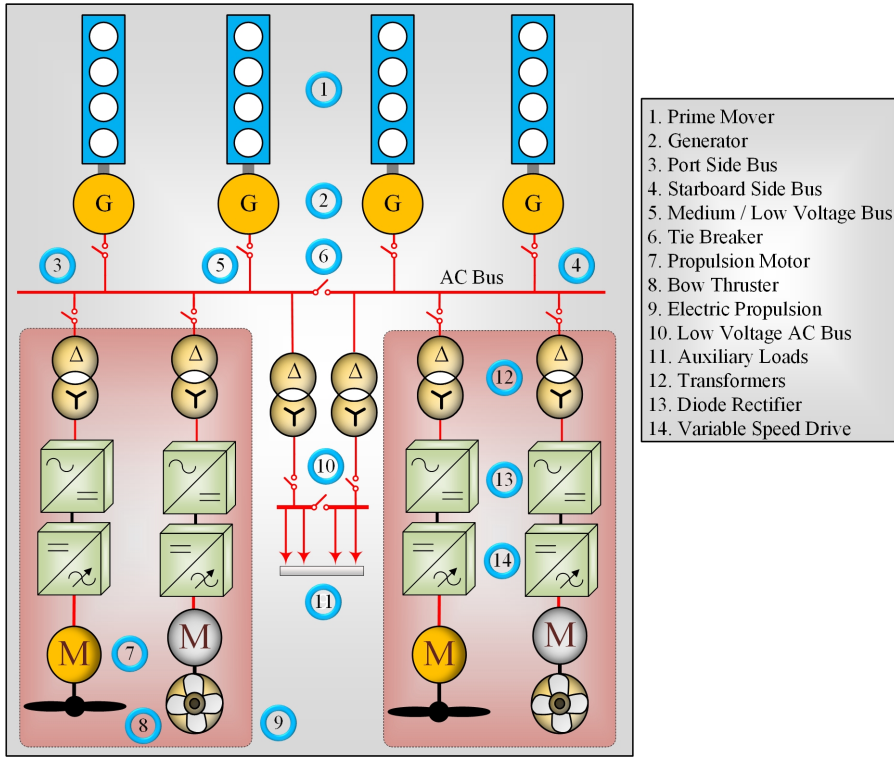 1
G
G
G
G
2
3
5
6
4
AC Bus
Δ
Δ
Δ
Δ
Δ
Δ
12
10
13
14
11
M
7
M
M
M
8
9
1. Prime Mover
2. Generator
3. Port Side Bus
4. Starboard Side Bus
5. Medium / Low Voltage Bus
6. Tie Breaker
7. Propulsion Motor
8. Bow Thruster
9. Electric Propulsion
10. Low Voltage AC Bus
11. Auxiliary Loads
12. Transformers
13. Diode Rectifier
14. Variable Speed Drive